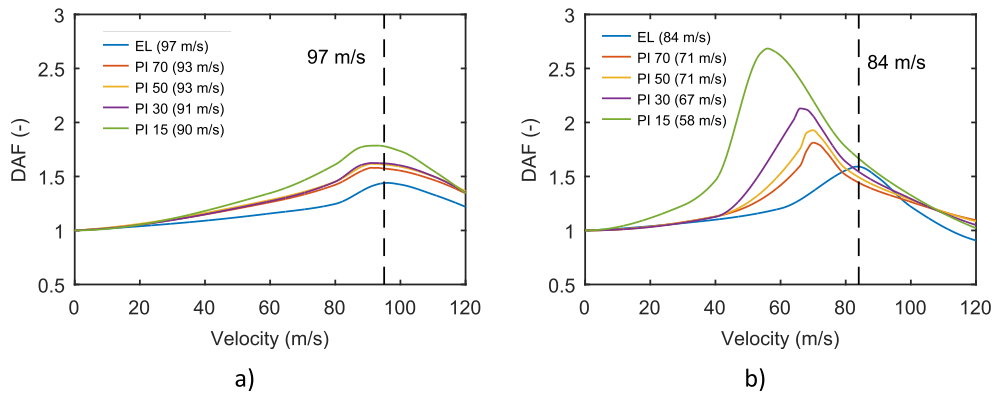 3
2.5
2
1.5
1
0.5
DAF (-)
0 20 40 60 80 100 120
Velocity (m/s)
EL (97 m/s)
PI 70 (93 m/s)
PI 50 (93 m/s)
PI 30 (91 m/s)
PI 15 (90 m/s)
97 m/s
a)
3
2.5
2
1.5
1
0.5
DAF (-)
0 20 40 60 80 100 120
Velocity (m/s)
EL (84 m/s)
PI 70 (71 m/s)
PI 50 (71 m/s)
PI 30 (67 m/s)
PI 15 (58 m/s)
84 m/s
b)